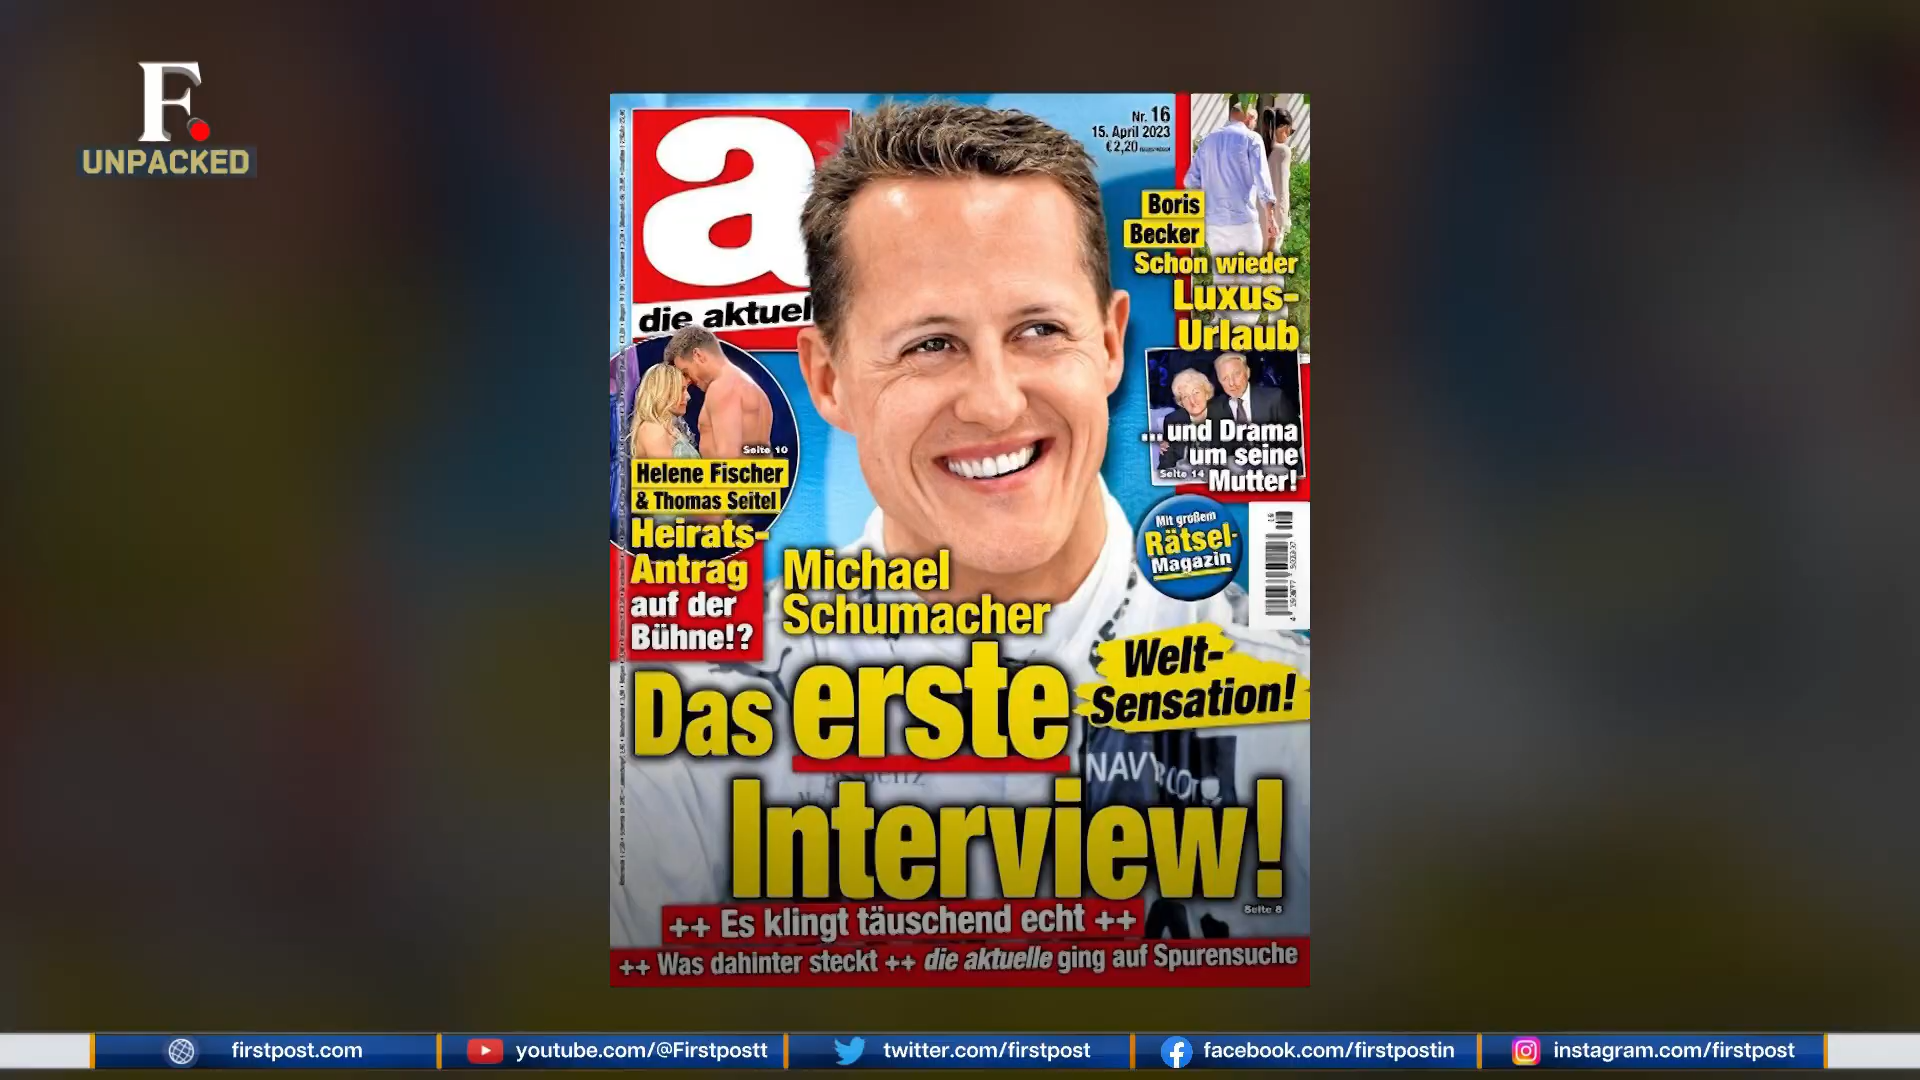 F.
UNPACKED
a
die aktuel
Nr. 16
15. April 2023
€2,20
Boris
Becker
Schon wieder
Luxus-
Urlaub
...und Drama
um seine
Seite 14
Mutter!
Seite 10
Helene Fischer
& Thomas Seitel
Heirats-
Antrag
auf der
Bühne!?
Mit großem
Rätsel-
Magazin
Michael
Schumacher
Welt-
Sensation!
Das erste
Interview!
NAVY
Seite 8
++ Es klingt täuschend echt ++
++ Was dahinter steckt ++ die aktuelle ging auf Spurensuche
firstpost.com
youtube.com/@Firstpostt
twitter.com/firstpost
facebook.com/firstpostin
instagram.com/firstpost